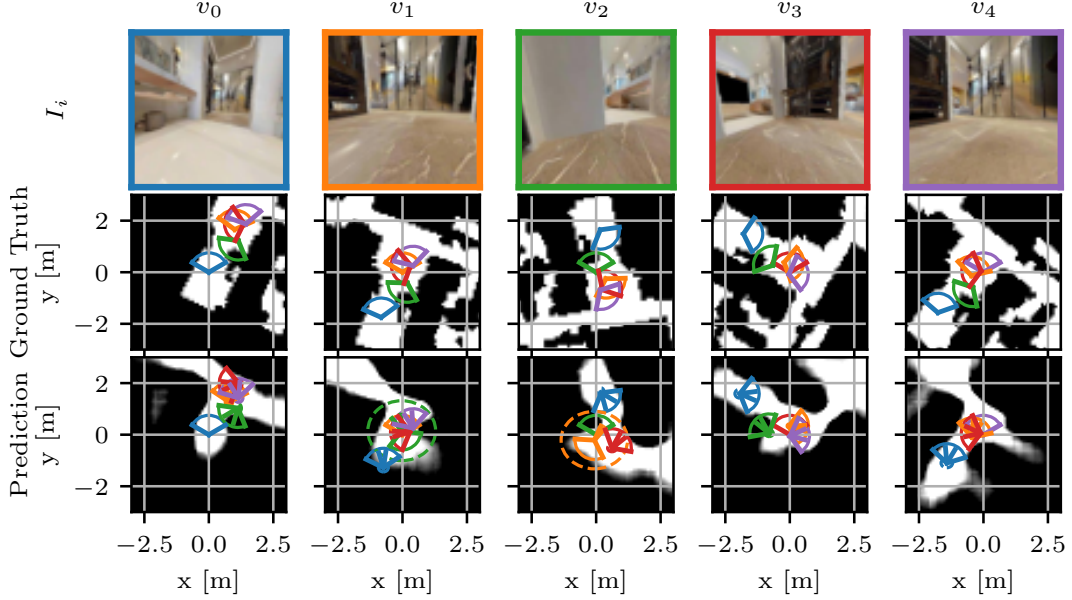 v0 v1 v2 v3 v4
Ii
Ground Truth
y [m]
2
0
−2
Prediction
y [m]
2
0
−2
−2.5 0.0 2.5 −2.5 0.0 2.5 −2.5 0.0 2.5 −2.5 0.0 2.5 −2.5 0.0 2.5
x [m] x [m] x [m] x [m] x [m]